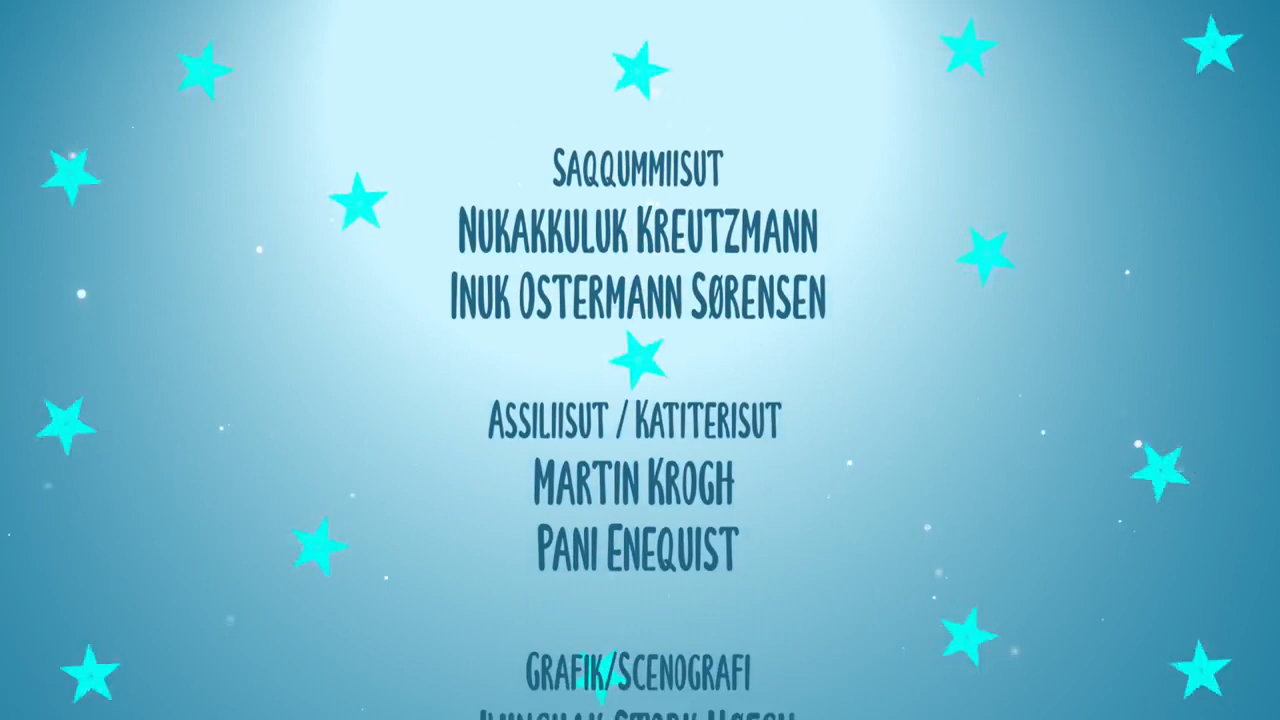 Saqqummiisut
Nukakkuluk Kreutzmann
Inuk Ostermann Sørensen
Assiliisut / Katiterisut
Martin Krogh
Pani Enequist
Grafik/Scenografi